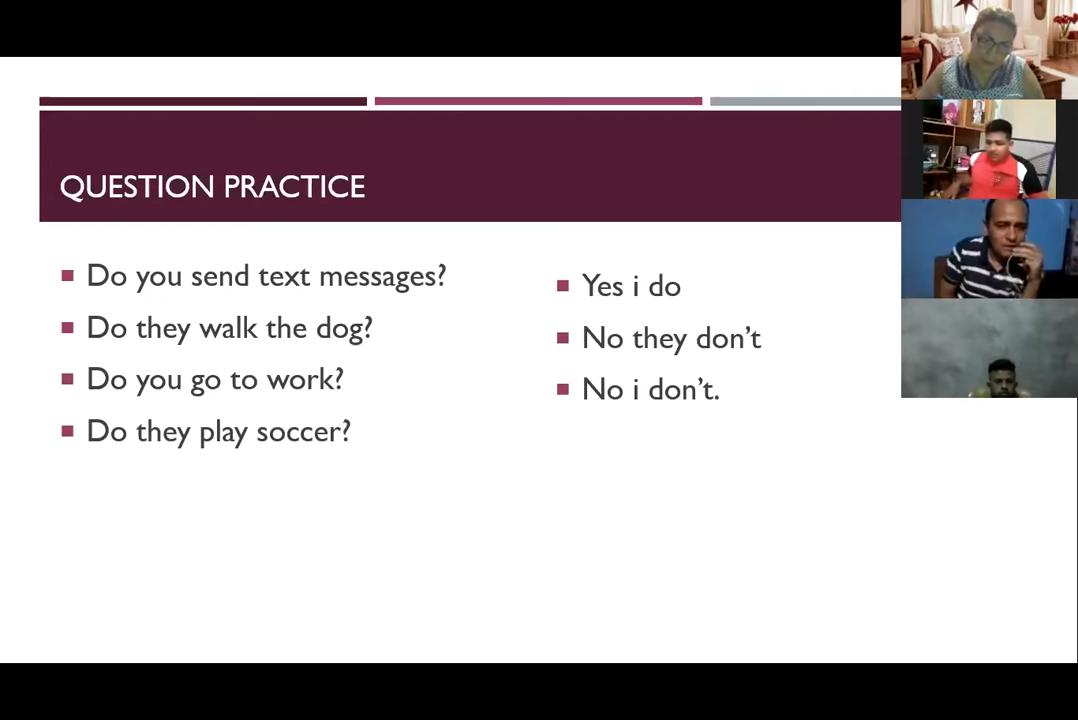 QUESTION PRACTICE
Do you send text messages?
Do they walk the dog?
Do you go to work?
Do they play soccer?
Yes i do
No they don’t
No i don’t.